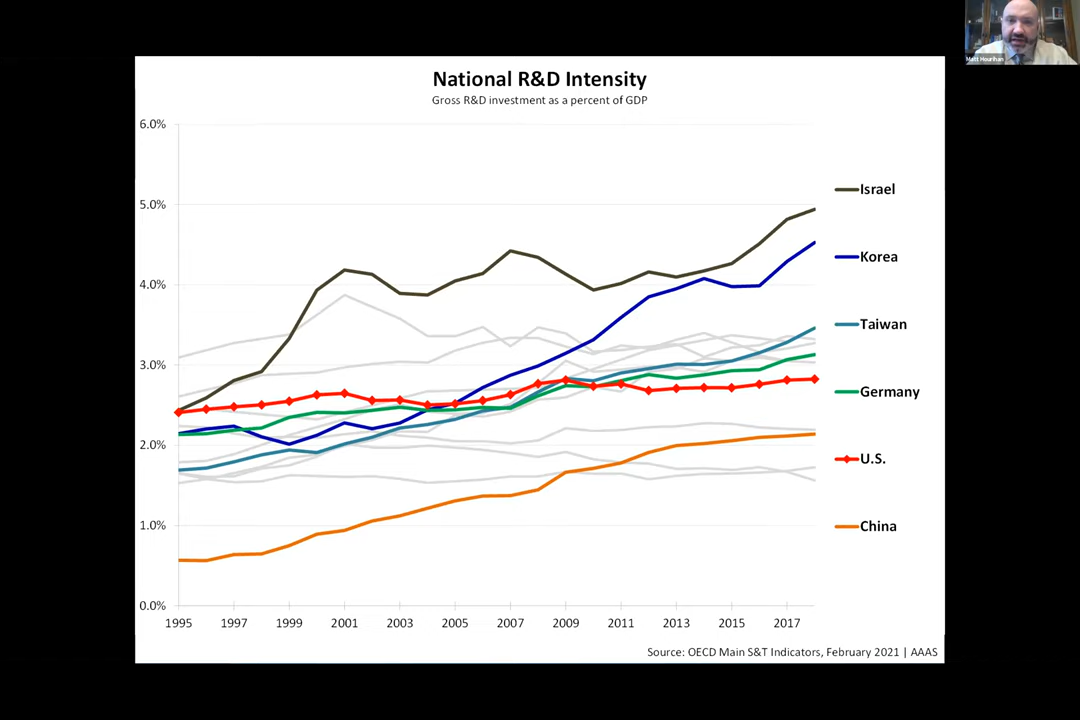 National R&D Intensity
Gross R&D investment as a percent of GDP
6.0%
5.0%
4.0%
3.0%
2.0%
1.0%
0.0%
1995 1997 1999 2001 2003 2005 2007 2009 2011 2013 2015 2017
Israel
Korea
Taiwan
Germany
U.S.
China
Source: OECD Main S&T Indicators, February 2021 | AAAS
Matt Hourihan